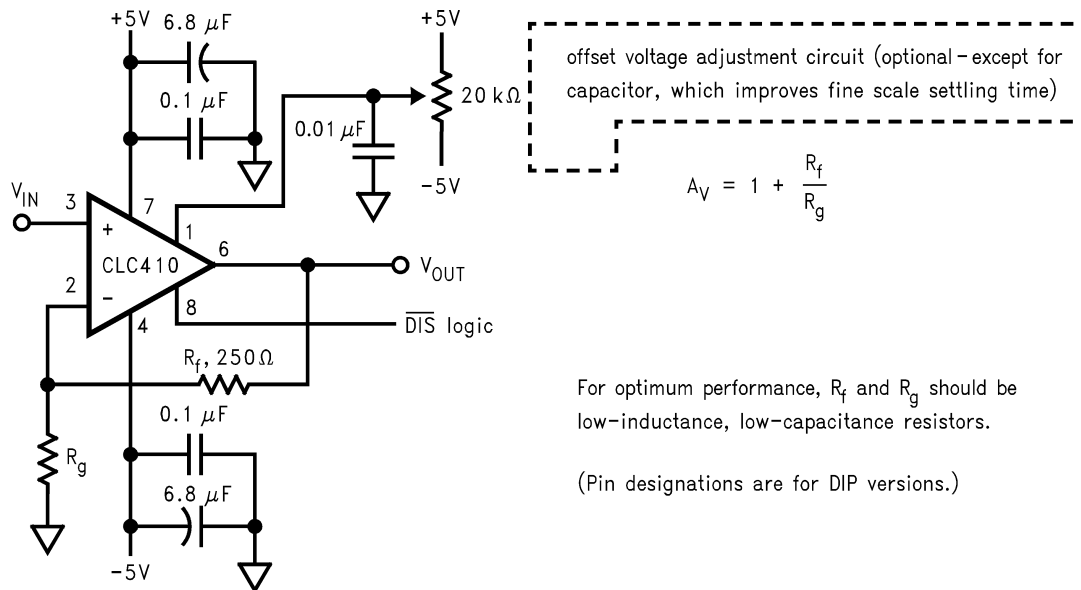 +5V
6.8 μF
0.1 μF
+5V
20 kΩ
0.01 μF
-5V
offset voltage adjustment circuit (optional-except for
capacitor, which improves fine scale settling time)
A_V = 1 + R_f / R_g
V_IN
3
7
+
1
CLC410
6
V_OUT
2
-
8
4
D̅I̅S̅ logic
R_f, 250Ω
0.1 μF
R_g
6.8 μF
-5V
For optimum performance, R_f and R_g should be
low-inductance, low-capacitance resistors.
(Pin designations are for DIP versions.)